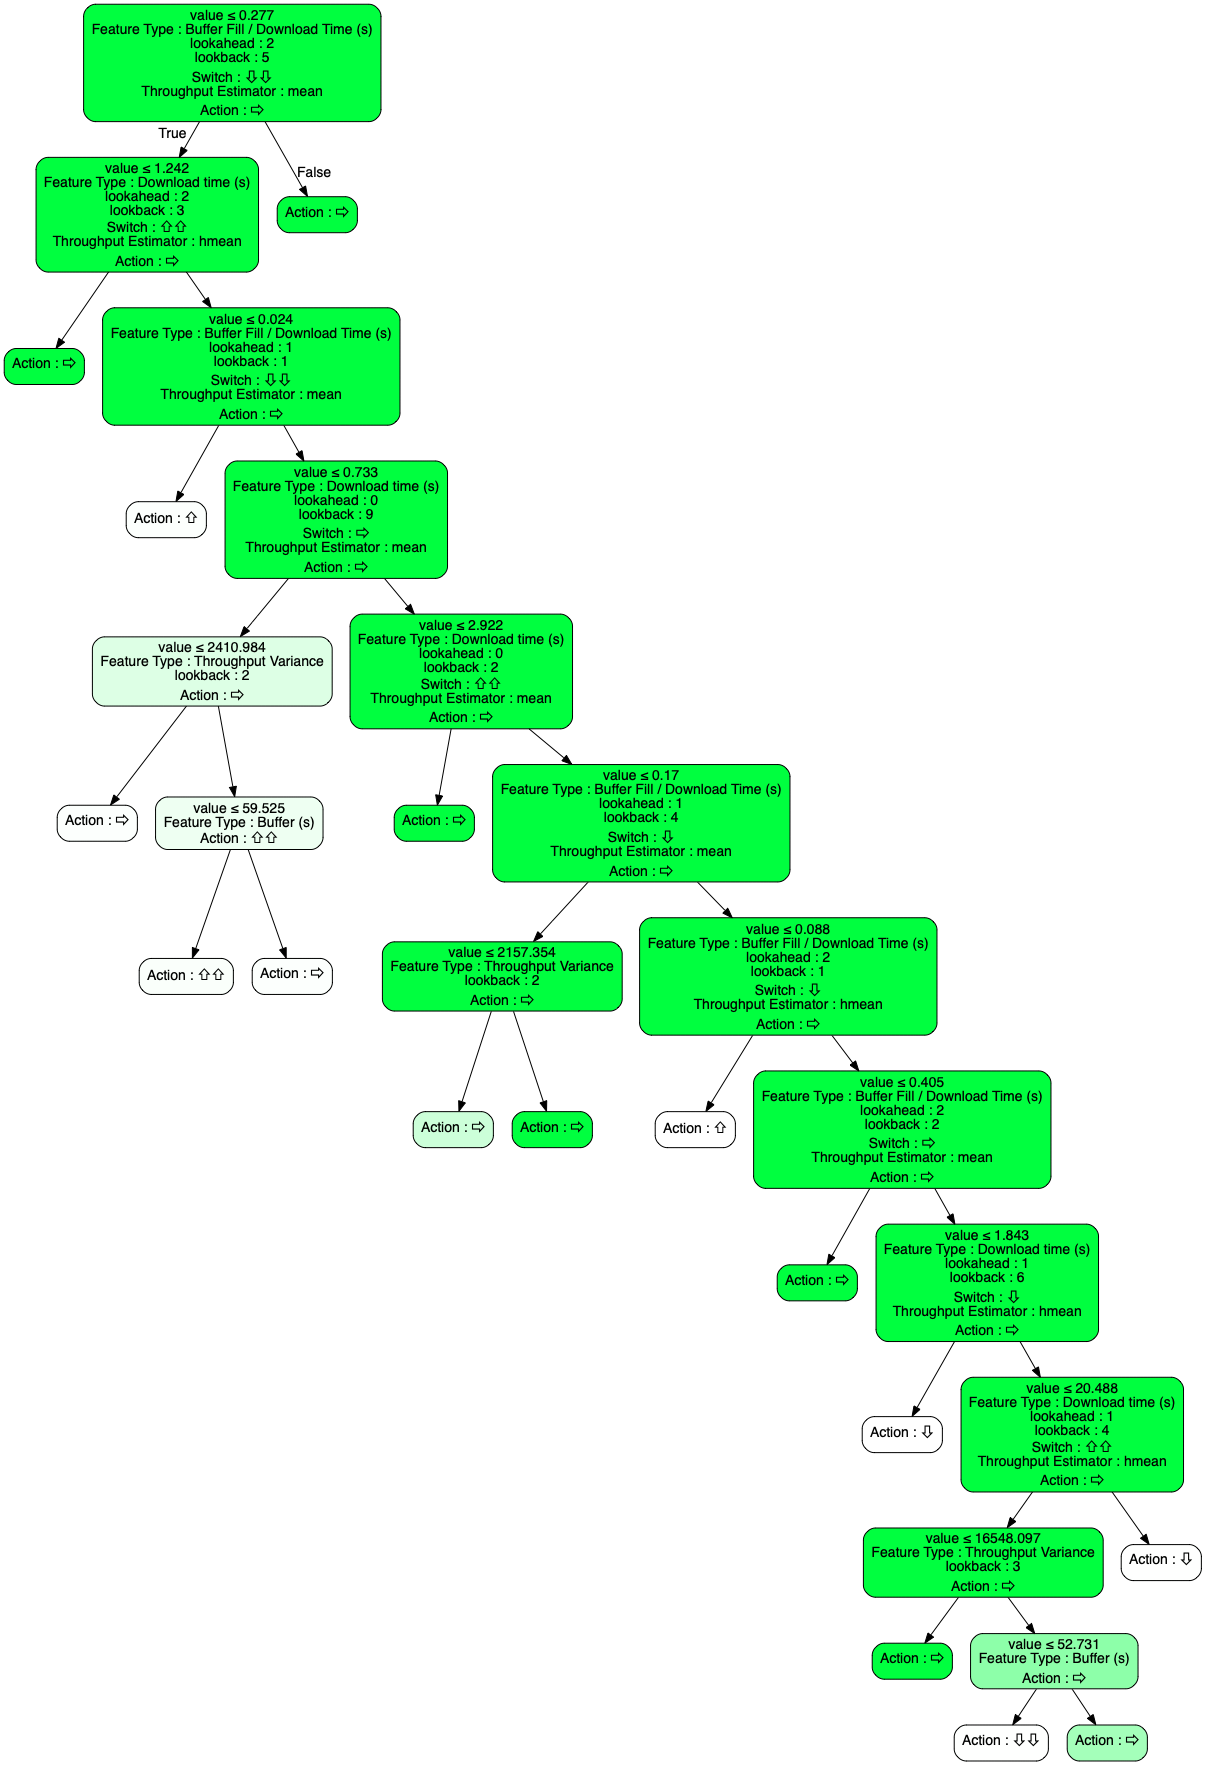 value ≤ 0.277
Feature Type : Buffer Fill / Download Time (s)
lookahead : 2
lookback : 5
Switch : ⇩⇩
Throughput Estimator : mean
Action : ⇨
True
False
value ≤ 1.242
Feature Type : Download time (s)
lookahead : 2
lookback : 3
Switch : ⇧⇧
Throughput Estimator : hmean
Action : ⇨
Action : ⇨
Action : ⇨
value ≤ 0.024
Feature Type : Buffer Fill / Download Time (s)
lookahead : 1
lookback : 1
Switch : ⇩⇩
Throughput Estimator : mean
Action : ⇨
Action : ⇧
value ≤ 0.733
Feature Type : Download time (s)
lookahead : 0
lookback : 9
Switch : ⇨
Throughput Estimator : mean
Action : ⇨
value ≤ 2410.984
Feature Type : Throughput Variance
lookback : 2
Action : ⇨
value ≤ 2.922
Feature Type : Download time (s)
lookahead : 0
lookback : 2
Switch : ⇧⇧
Throughput Estimator : mean
Action : ⇨
Action : ⇨
value ≤ 59.525
Feature Type : Buffer (s)
Action : ⇧⇧
Action : ⇨
value ≤ 0.17
Feature Type : Buffer Fill / Download Time (s)
lookahead : 1
lookback : 4
Switch : ⇩
Throughput Estimator : mean
Action : ⇨
Action : ⇧⇧
Action : ⇨
value ≤ 2157.354
Feature Type : Throughput Variance
lookback : 2
Action : ⇨
value ≤ 0.088
Feature Type : Buffer Fill / Download Time (s)
lookahead : 2
lookback : 1
Switch : ⇩
Throughput Estimator : hmean
Action : ⇨
Action : ⇨
Action : ⇨
Action : ⇧
value ≤ 0.405
Feature Type : Buffer Fill / Download Time (s)
lookahead : 2
lookback : 2
Switch : ⇨
Throughput Estimator : mean
Action : ⇨
Action : ⇨
value ≤ 1.843
Feature Type : Download time (s)
lookahead : 1
lookback : 6
Switch : ⇩
Throughput Estimator : hmean
Action : ⇨
Action : ⇩
value ≤ 20.488
Feature Type : Download time (s)
lookahead : 1
lookback : 4
Switch : ⇧⇧
Throughput Estimator : hmean
Action : ⇨
value ≤ 16548.097
Feature Type : Throughput Variance
lookback : 3
Action : ⇨
Action : ⇩
Action : ⇨
value ≤ 52.731
Feature Type : Buffer (s)
Action : ⇨
Action : ⇩⇩
Action : ⇨